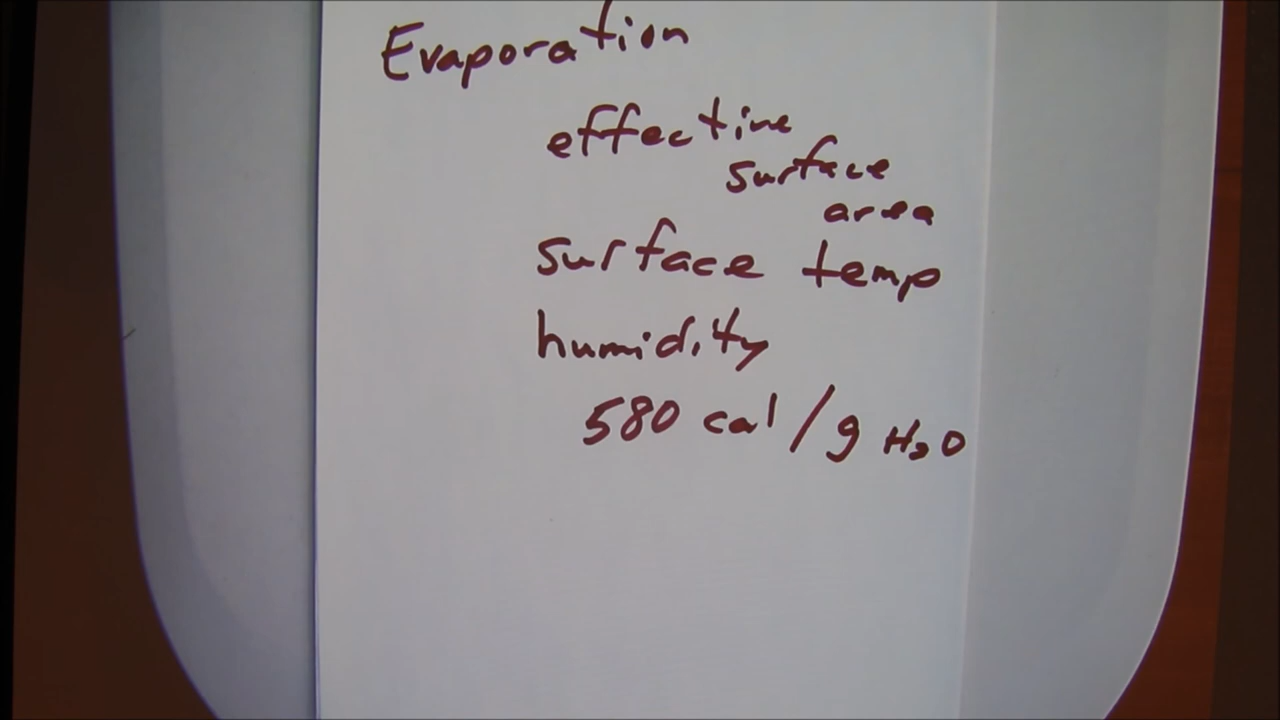 Evaporation
effective
surface
area
surface temp
humidity
580 cal/g H₂O